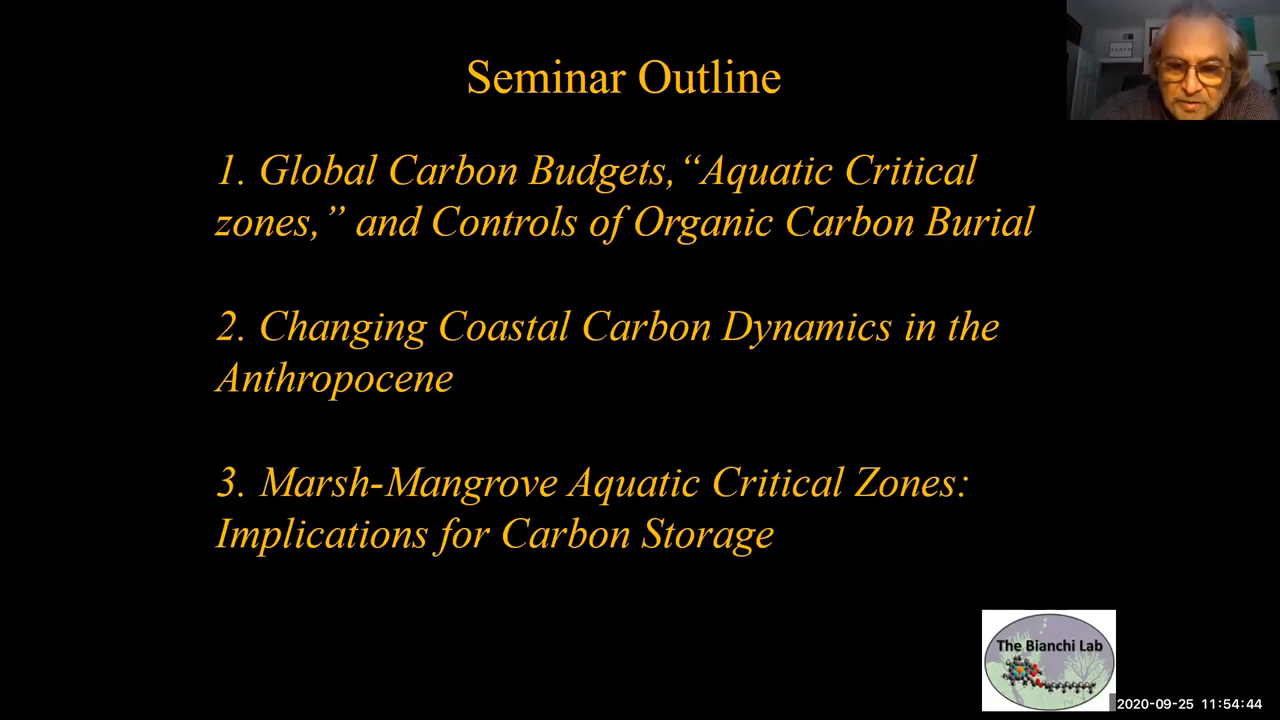 Seminar Outline
1. Global Carbon Budgets,“Aquatic Critical
zones,” and Controls of Organic Carbon Burial
2. Changing Coastal Carbon Dynamics in the
Anthropocene
3. Marsh-Mangrove Aquatic Critical Zones:
Implications for Carbon Storage
The Bianchi Lab
2020-09-25 11:54:44